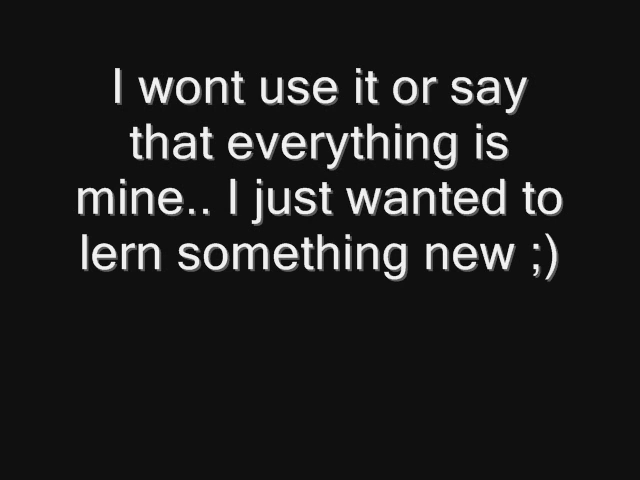 I wont use it or say
that everything is
mine.. I just wanted to
lern something new ;)